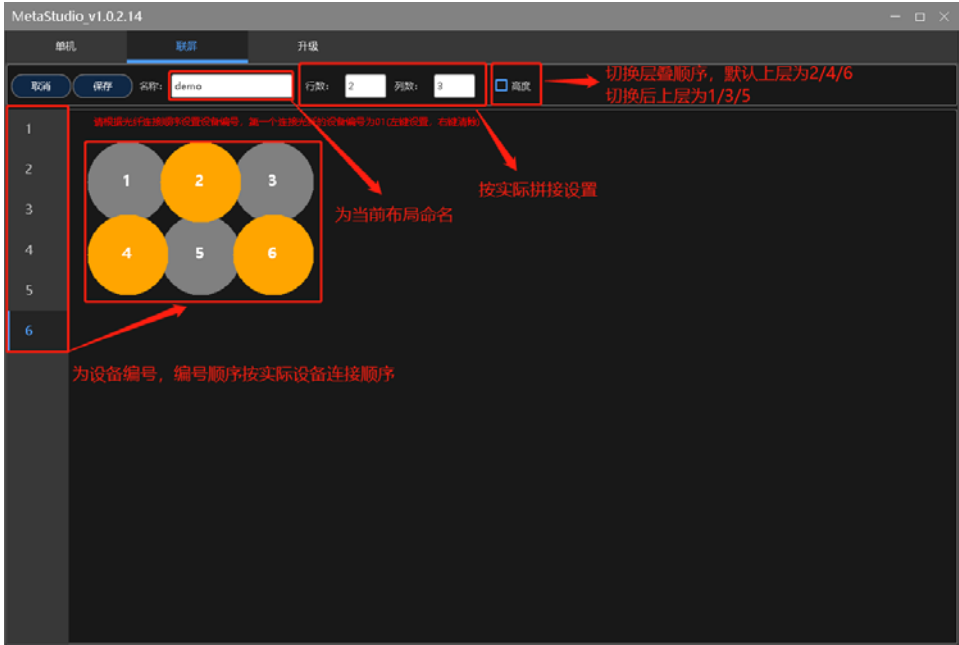 MetaStudio_v1.0.2.14
单机 联屏 升级
取消 保存 名称: demo 行数: 2 列数: 3 高度
切换层叠顺序，默认上层为2/4/6
切换后上层为1/3/5
请根据光纤连接顺序设置设备编号，第一个连接光纤的设备编号为01(左键设置，右键清除)
按实际拼接设置
为当前布局命名
1
2
3
4
5
6
1 2 3
4 5 6
为设备编号，编号顺序按实际设备连接顺序